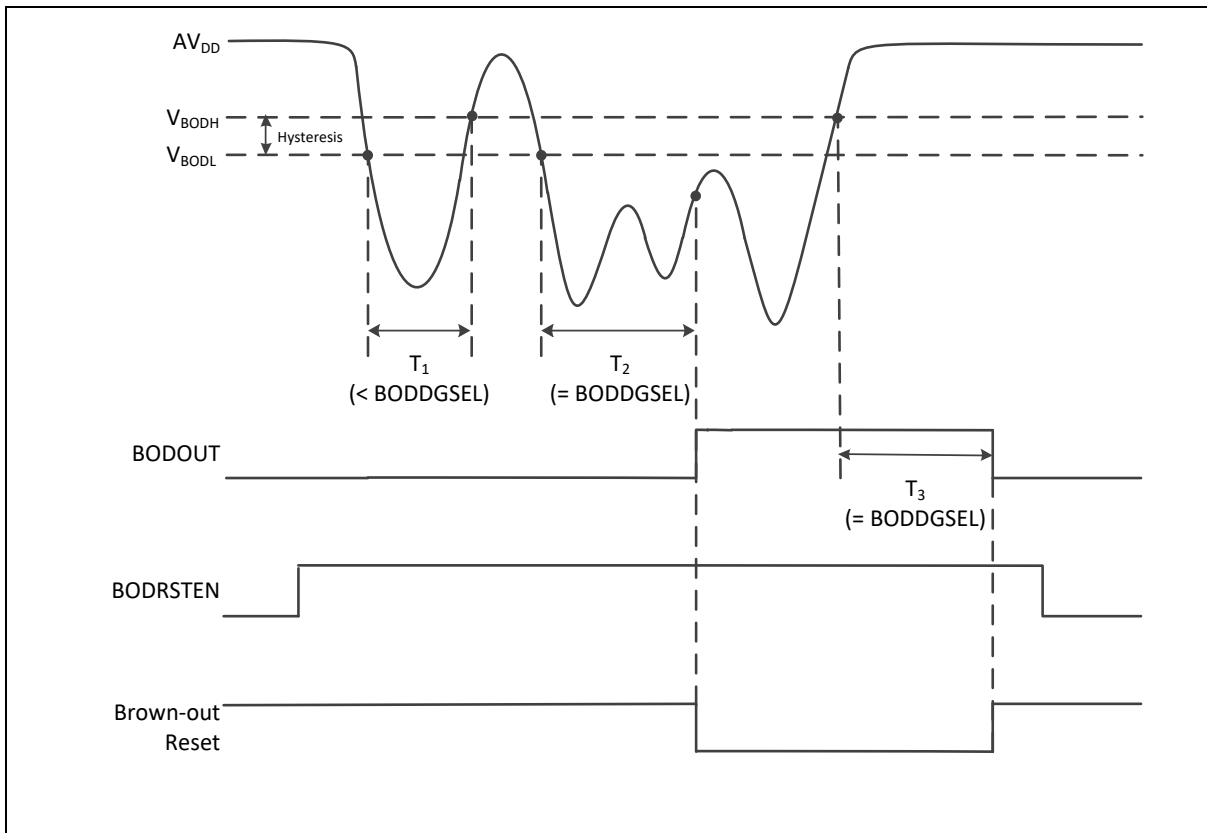 AVDD
VBODH
Hysteresis
VBODL
T1
(< BODDGSEL)
T2
(= BODDGSEL)
BODOUT
T3
(= BODDGSEL)
BODRSTEN
Brown-out
Reset